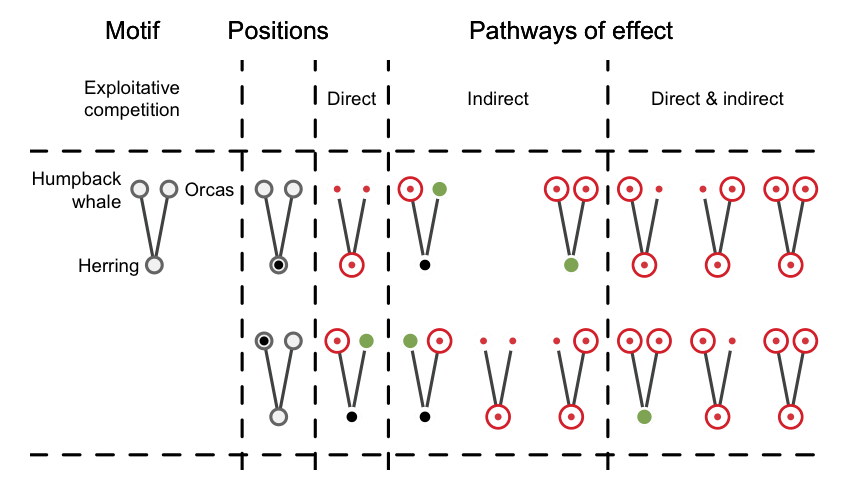 Motif
Positions
Pathways of effect
Exploitative
competition
Direct
Indirect
Direct & indirect
Humpback
whale
Orcas
Herring